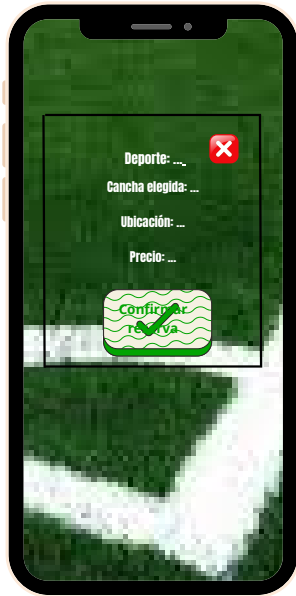 Deporte: ..._
Cancha elegida: ...
Ubicación: ...
Precio: ...
Confirmar
reserva